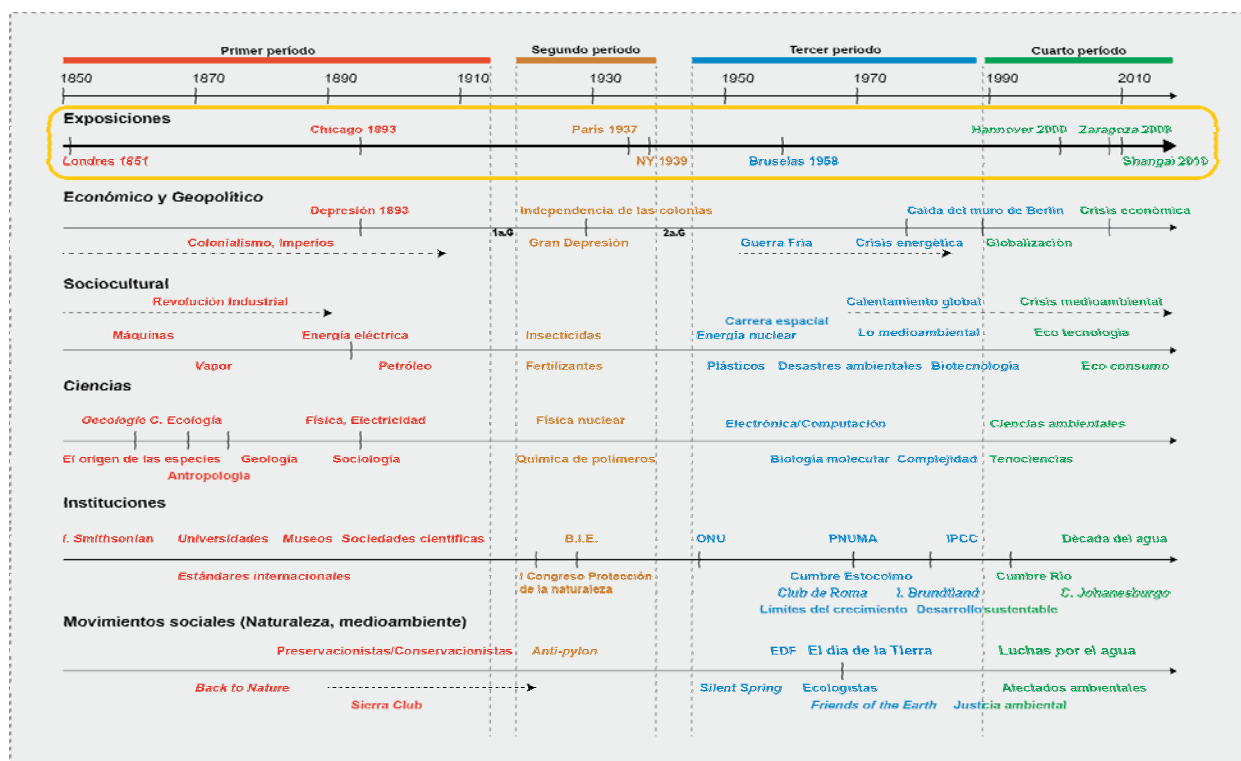 Primer período Segundo período Tercer período Cuarto período
1850 1870 1890 1910 1930 1950 1970 1990 2010
Exposiciones
Chicago 1893 París 1937 Hannover 2000 Zaragoza 2008
Londres 1851 NY 1939 Bruselas 1958 Shangai 2010
Económico y Geopolítico
Depresión 1893 Independencia de las colonias Caída del muro de Berlín Crisis económica
1a.G 2a.G
Colonialismo, Imperios Gran Depresión Guerra Fría Crisis energética Globalización
Sociocultural
Revolución Industrial Calentamiento global Crisis medioambiental
Carrera espacial
Máquinas Energía eléctrica Insecticidas Energía nuclear Lo medioambiental Eco tecnología
Vapor Petróleo Fertilizantes Plásticos Desastres ambientales Biotecnología Eco consumo
Ciencias
C. Ecología Física, Electricidad Física nuclear Electrónica/Computación Ciencias ambientales
El origen de las especies Geología Sociología Química de polímeros Biología molecular Complejidad Tenociencias
Antropología
Instituciones
I. Smithsonian Universidades Museos Sociedades científicas B.I.E. ONU PNUMA IPCC Década del agua
Estándares internacionales I Congreso Protección Cumbre Estocolmo Cumbre Río
de la naturaleza Club de Roma I. Brundtland C. Johanesburgo
Límites del crecimiento Desarrollo sustentable
Movimientos sociales (Naturaleza, medioambiente)
Preservacionistas/Conservacionistas Anti-pylon EDF El día de la Tierra Luchas por el agua
Back to Nature Silent Spring Ecologistas Afectados ambientales
Sierra Club Friends of the Earth Justicia ambiental